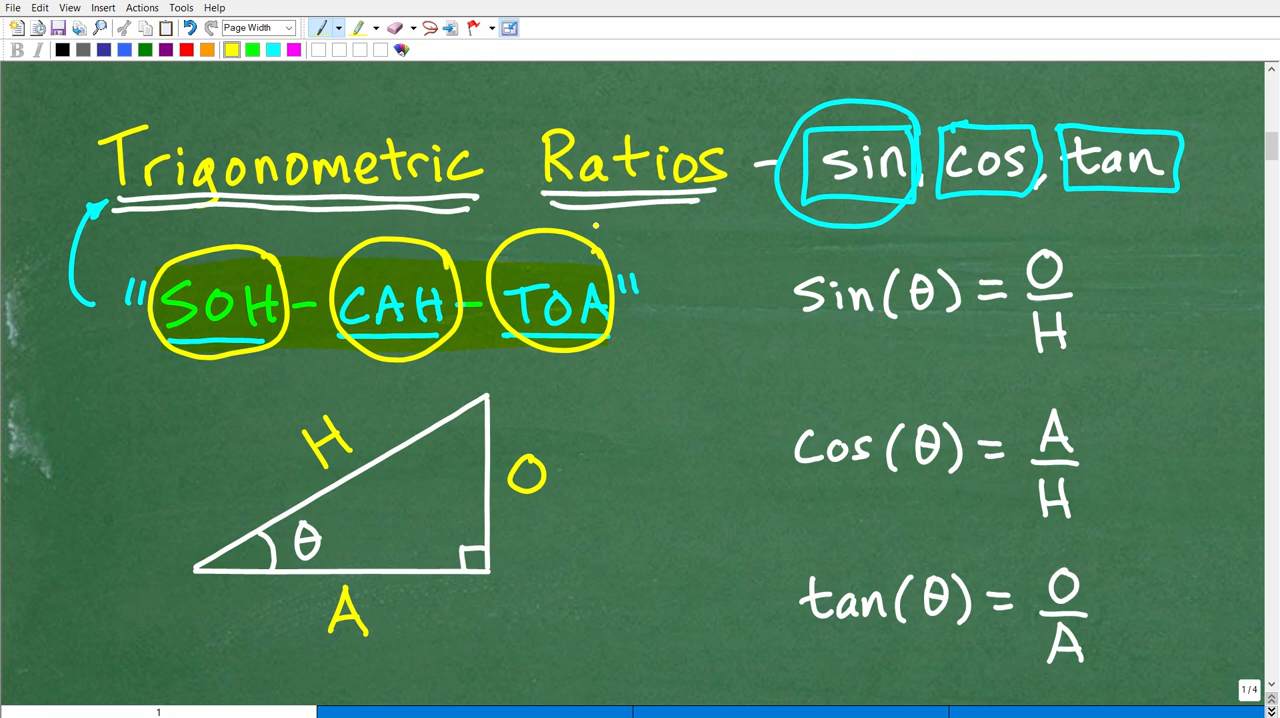 File Edit View Insert Actions Tools Help
Page Width
B I
Trigonometric Ratios - sin, cos, tan
"SOH - CAH - TOA"
sin(θ) = O/H
H
O
θ
A
cos(θ) = A/H
tan(θ) = O/A
1/4
1